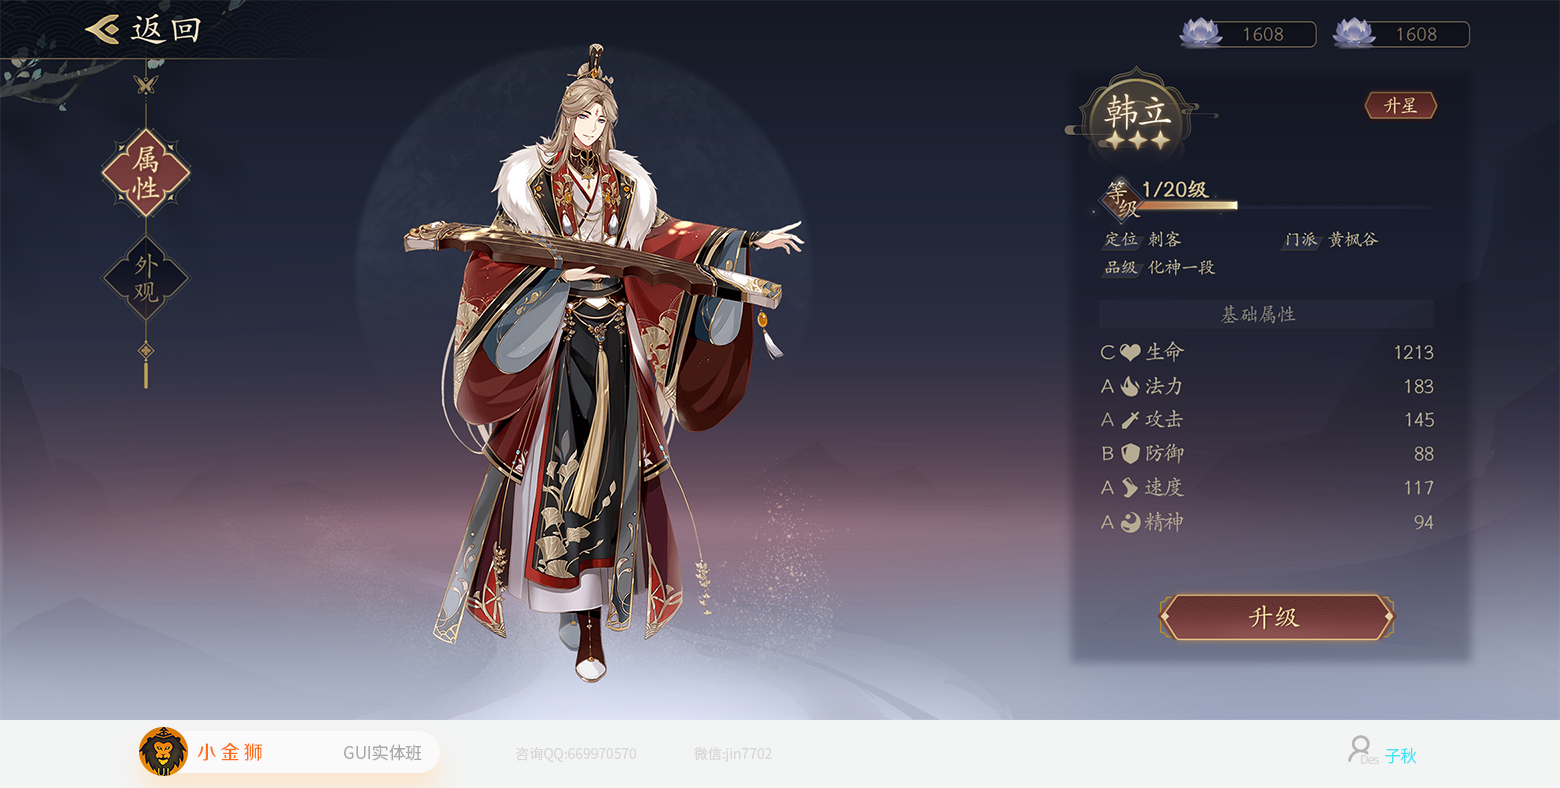 返回
1608
1608
属性
外观
韩立
升星
等级 1/20级
定位 刺客
门派 黄枫谷
品级 化神一段
基础属性
C 生命 1213
A 法力 183
A 攻击 145
B 防御 88
A 速度 117
A 精神 94
升级
UI
小金狮
GUI实体班
咨询QQ:669970570
微信:jin7702
Des 子秋